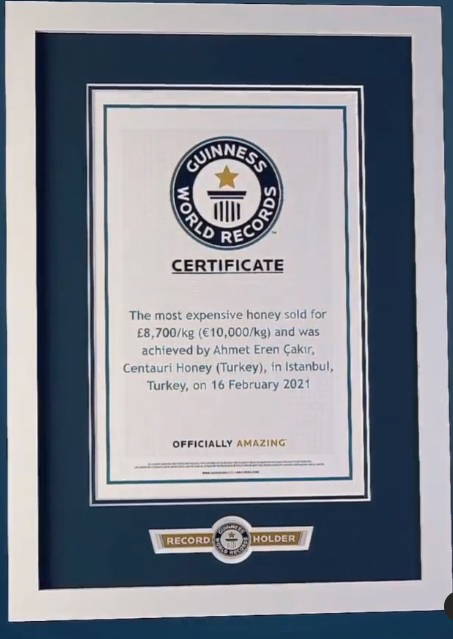 GUINNESS
WORLD RECORDS
CERTIFICATE
The most expensive honey sold for
£8,700/kg (€10,000/kg) and was
achieved by Ahmet Eren Çakır,
Centauri Honey (Turkey), in Istanbul,
Turkey, on 16 February 2021
OFFICIALLY AMAZING
RECORD HOLDER